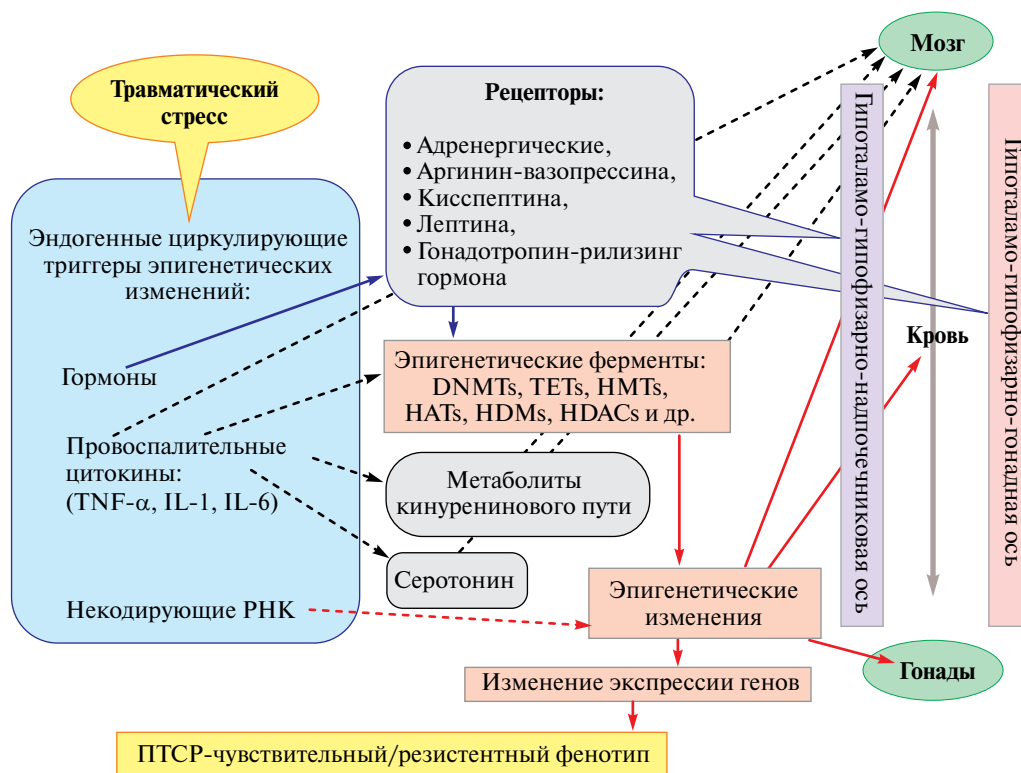 Мозг
Травматический
стресс
Рецепторы:
• Адренергические,
• Аргинин-вазопрессина,
• Кисспептина,
• Лептина,
• Гонадотропин-рилизинг
гормона
Эндогенные циркулирующие
триггеры эпигенетических
изменений:
Гормоны
Провоспалительные
цитокины:
(TNF-α, IL-1, IL-6)
Некодирующие РНК
Эпигенетические ферменты:
DNMTs, TETs, HMTs,
HATs, HDMs, HDACs и др.
Метаболиты
кинуренинового пути
Серотонин
Эпигенетические
изменения
Изменение экспрессии генов
ПТСР-чувствительный/резистентный фенотип
Гипоталамо-гипофизарно-надпочечниковая ось
Кровь
Гипоталамо-гипофизарно-гонадная ось
Гонады